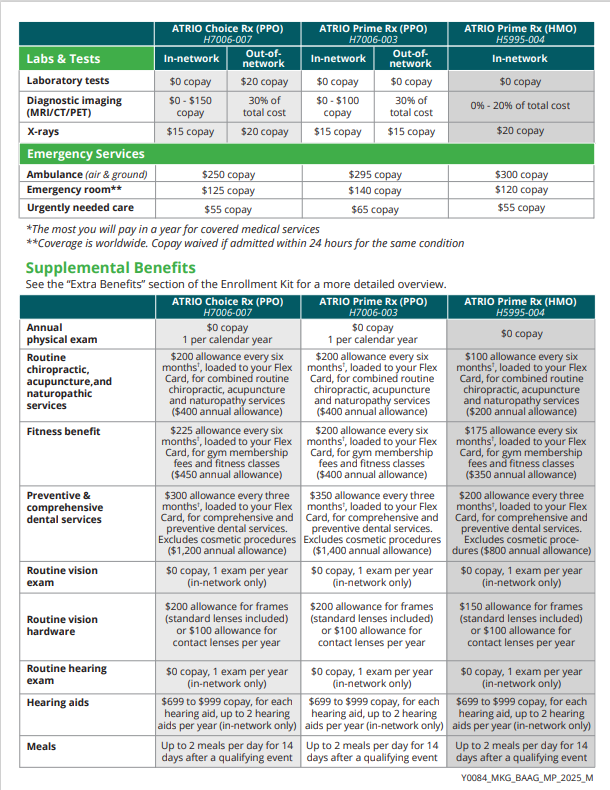 ATRIO Choice Rx (PPO) ATRIO Prime Rx (PPO) ATRIO Prime Rx (HMO)
H7006-007 H7006-003 H5995-004
Labs & Tests In-network Out-of-network In-network Out-of-network In-network
Laboratory tests $0 copay $20 copay $0 copay $0 copay $0 copay
Diagnostic imaging (MRI/CT/PET) $0 - $150 copay 30% of total cost $0 - $100 copay 30% of total cost 0% - 20% of total cost
X-rays $15 copay $20 copay $15 copay $15 copay $20 copay
Emergency Services
Ambulance (air & ground) $250 copay $295 copay $300 copay
Emergency room** $125 copay $140 copay $120 copay
Urgently needed care $55 copay $65 copay $55 copay
*The most you will pay in a year for covered medical services
**Coverage is worldwide. Copay waived if admitted within 24 hours for the same condition
Supplemental Benefits
See the “Extra Benefits” section of the Enrollment Kit for a more detailed overview.
ATRIO Choice Rx (PPO) ATRIO Prime Rx (PPO) ATRIO Prime Rx (HMO)
H7006-007 H7006-003 H5995-004
Annual
physical exam
$0 copay
1 per calendar year
$0 copay
1 per calendar year
$0 copay
Routine
chiropractic,
acupuncture,and
naturopathic
services
$200 allowance every six
months†, loaded to your Flex
Card, for combined routine
chiropractic, acupuncture
and naturopathy services
($400 annual allowance)
$200 allowance every six
months†, loaded to your Flex
Card, for combined routine
chiropractic, acupuncture
and naturopathy services
($400 annual allowance)
$100 allowance every six
months†, loaded to your Flex
Card, for combined routine
chiropractic, acupuncture
and naturopathy services
($200 annual allowance)
Fitness benefit
$225 allowance every six
months†, loaded to your Flex
Card, for gym membership
fees and fitness classes
($450 annual allowance)
$200 allowance every six
months†, loaded to your Flex
Card, for gym membership
fees and fitness classes
($400 annual allowance)
$175 allowance every six
months†, loaded to your Flex
Card, for gym membership
fees and fitness classes
($350 annual allowance)
Preventive &
comprehensive
dental services
$300 allowance every three
months†, loaded to your Flex
Card, for comprehensive and
preventive dental services.
Excludes cosmetic procedures
($1,200 annual allowance)
$350 allowance every three
months†, loaded to your Flex
Card, for comprehensive and
preventive dental services.
Excludes cosmetic procedures
($1,400 annual allowance)
$200 allowance every three
months†, loaded to your Flex
Card, for comprehensive and
preventive dental services.
Excludes cosmetic proce-
dures ($800 annual allowance)
Routine vision
exam
$0 copay, 1 exam per year
(in-network only)
$0 copay, 1 exam per year
(in-network only)
$0 copay, 1 exam per year
(in-network only)
Routine vision
hardware
$200 allowance for frames
(standard lenses included)
or $100 allowance for
contact lenses per year
$200 allowance for frames
(standard lenses included)
or $100 allowance for
contact lenses per year
$150 allowance for frames
(standard lenses included)
or $100 allowance for
contact lenses per year
Routine hearing
exam
$0 copay, 1 exam per year
(in-network only)
$0 copay, 1 exam per year
(in-network only)
$0 copay, 1 exam per year
(in-network only)
Hearing aids
$699 to $999 copay, for each
hearing aid, up to 2 hearing
aids per year (in-network only)
$699 to $999 copay, for each
hearing aid, up to 2 hearing
aids per year (in-network only)
$699 to $999 copay, for each
hearing aid, up to 2 hearing
aids per year (in-network only)
Meals
Up to 2 meals per day for 14
days after a qualifying event
Up to 2 meals per day for 14
days after a qualifying event
Up to 2 meals per day for 14
days after a qualifying event
Y0084_MKG_BAAG_MP_2025_M